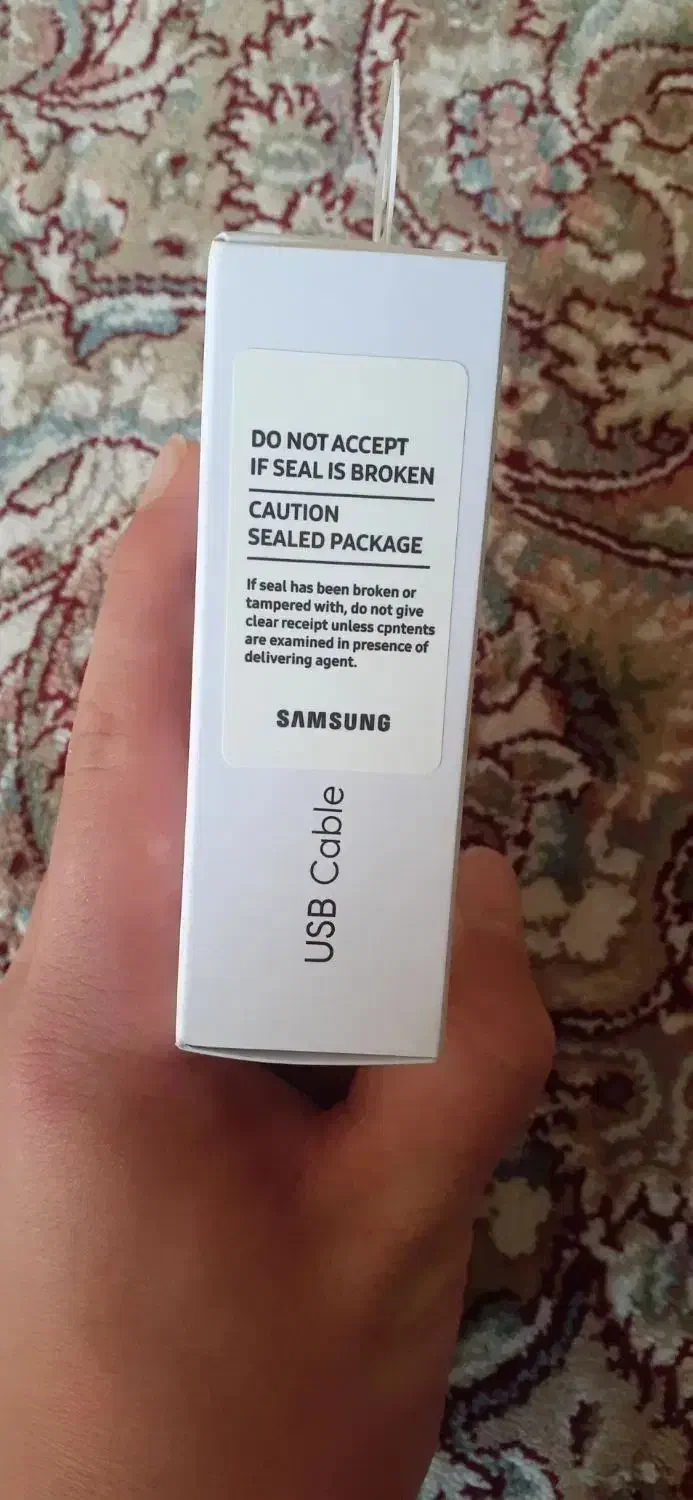 DO NOT ACCEPT
IF SEAL IS BROKEN
CAUTION
SEALED PACKAGE
If seal has been broken or
tampered with, do not give
clear receipt unless cpntents
are examined in presence of
delivering agent.
SAMSUNG
USB Cable